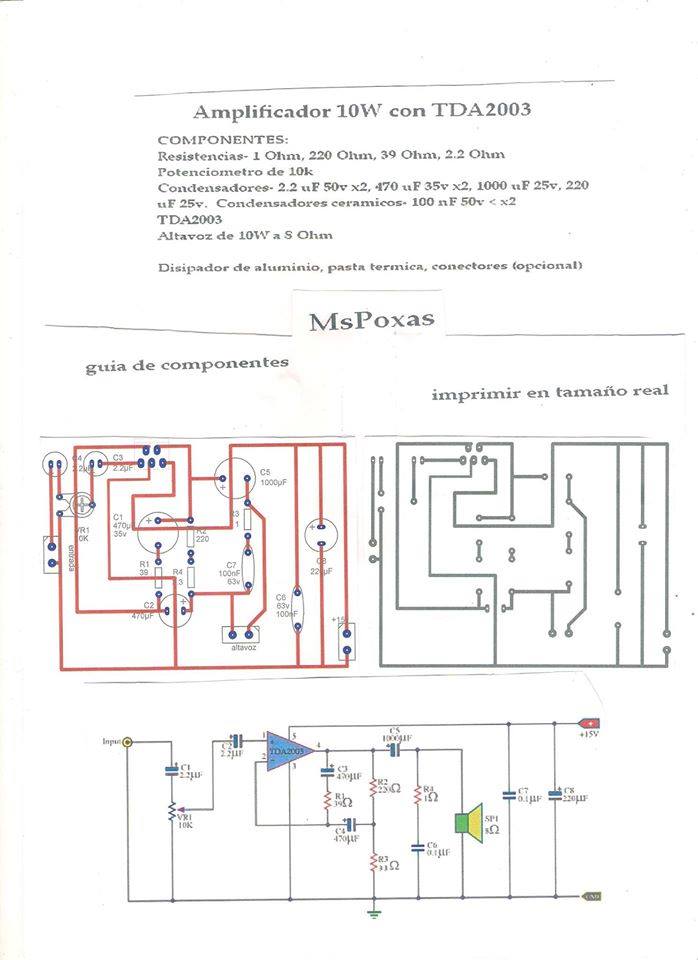 Amplificador 10W con TDA2003
COMPONENTES:
Resistencias- 1 Ohm, 220 Ohm, 39 Ohm, 2.2 Ohm
Potenciometro de 10k
Condensadores- 2.2 uF 50v x2, 470 uF 35v x2, 1000 uF 25v, 220
uF 25v. Condensadores ceramicos- 100 nF 50v < x2
TDA2003
Altavoz de 10W a 8 Ohm
Disipador de aluminio, pasta termica, conectores (opcional)
MsPoxas
guia de componentes
imprimir en tamaño real
C4
2.2µF
C3
2.2µF
C5
1000µF
VR1
10K
C1
470µ
35v
R2
220
R3
1
entrada
R1
39
R4
3
C7
100nF
63v
C8
220µF
C2
470µF
C6
63v
100nF
+15
altavoz
Input
C1
2.2µF
VR1
10K
C2
2.2µF
1
2
3
4
5
TDA2003
C3
470µF
R1
39Ω
C4
470µF
R2
220Ω
R3
3.3Ω
C5
1000µF
R4
1Ω
C6
0.1µF
SP1
8Ω
C7
0.1µF
C8
220µF
+15V
GND